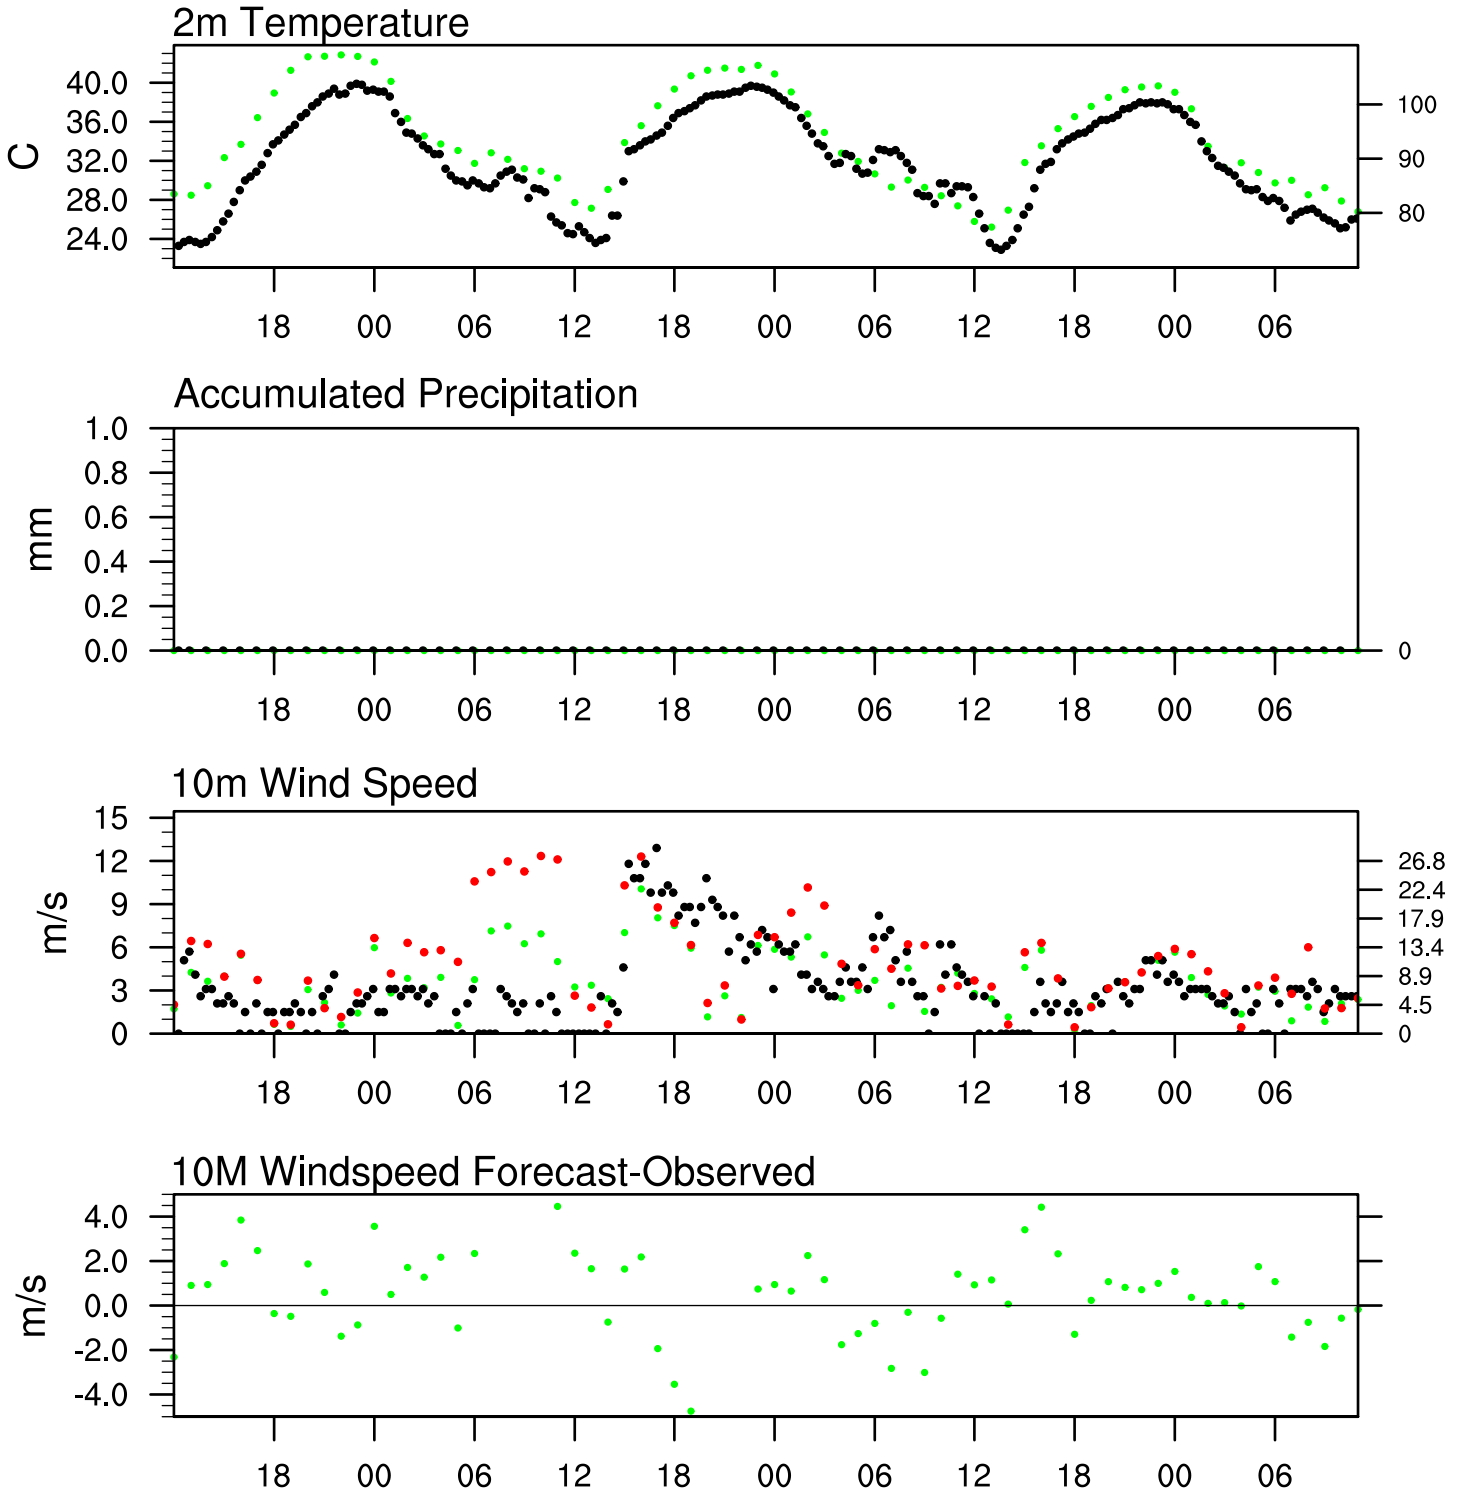 2m Temperature
40.0
36.0
32.0
28.0
24.0
C
100
90
80
18 00 06 12 18 00 06 12 18 00 06
Accumulated Precipitation
1.0
0.8
0.6
0.4
0.2
0.0
mm
0
18 00 06 12 18 00 06 12 18 00 06
10m Wind Speed
15
12
9
6
3
0
m/s
26.8
22.4
17.9
13.4
8.9
4.5
0
18 00 06 12 18 00 06 12 18 00 06
10M Windspeed Forecast-Observed
4.0
2.0
0.0
-2.0
-4.0
m/s
18 00 06 12 18 00 06 12 18 00 06